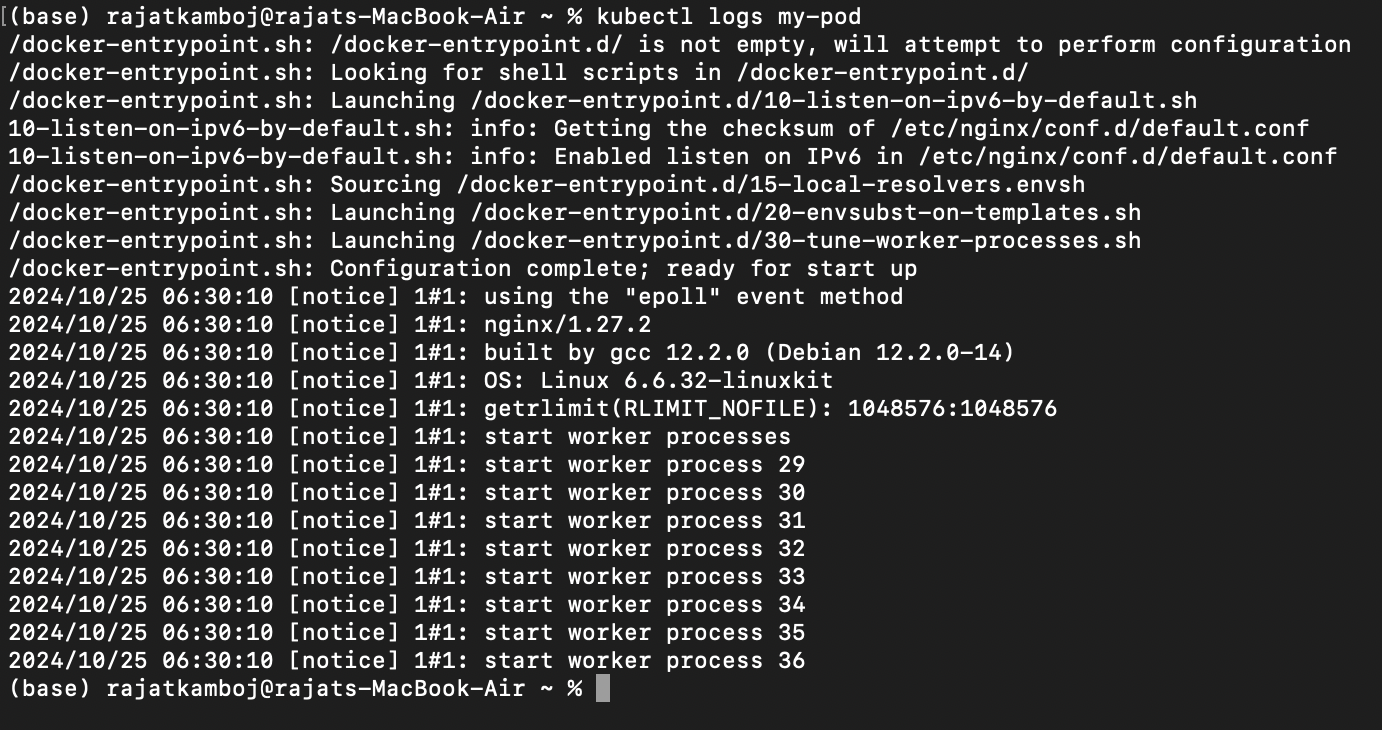 (base) rajatkamboj@rajats-MacBook-Air ~ % kubectl logs my-pod
/docker-entrypoint.sh: /docker-entrypoint.d/ is not empty, will attempt to perform configuration
/docker-entrypoint.sh: Looking for shell scripts in /docker-entrypoint.d/
/docker-entrypoint.sh: Launching /docker-entrypoint.d/10-listen-on-ipv6-by-default.sh
10-listen-on-ipv6-by-default.sh: info: Getting the checksum of /etc/nginx/conf.d/default.conf
10-listen-on-ipv6-by-default.sh: info: Enabled listen on IPv6 in /etc/nginx/conf.d/default.conf
/docker-entrypoint.sh: Sourcing /docker-entrypoint.d/15-local-resolvers.envsh
/docker-entrypoint.sh: Launching /docker-entrypoint.d/20-envsubst-on-templates.sh
/docker-entrypoint.sh: Launching /docker-entrypoint.d/30-tune-worker-processes.sh
/docker-entrypoint.sh: Configuration complete; ready for start up
2024/10/25 06:30:10 [notice] 1#1: using the "epoll" event method
2024/10/25 06:30:10 [notice] 1#1: nginx/1.27.2
2024/10/25 06:30:10 [notice] 1#1: built by gcc 12.2.0 (Debian 12.2.0-14)
2024/10/25 06:30:10 [notice] 1#1: OS: Linux 6.6.32-linuxkit
2024/10/25 06:30:10 [notice] 1#1: getrlimit(RLIMIT_NOFILE): 1048576:1048576
2024/10/25 06:30:10 [notice] 1#1: start worker processes
2024/10/25 06:30:10 [notice] 1#1: start worker process 29
2024/10/25 06:30:10 [notice] 1#1: start worker process 30
2024/10/25 06:30:10 [notice] 1#1: start worker process 31
2024/10/25 06:30:10 [notice] 1#1: start worker process 32
2024/10/25 06:30:10 [notice] 1#1: start worker process 33
2024/10/25 06:30:10 [notice] 1#1: start worker process 34
2024/10/25 06:30:10 [notice] 1#1: start worker process 35
2024/10/25 06:30:10 [notice] 1#1: start worker process 36
(base) rajatkamboj@rajats-MacBook-Air ~ %